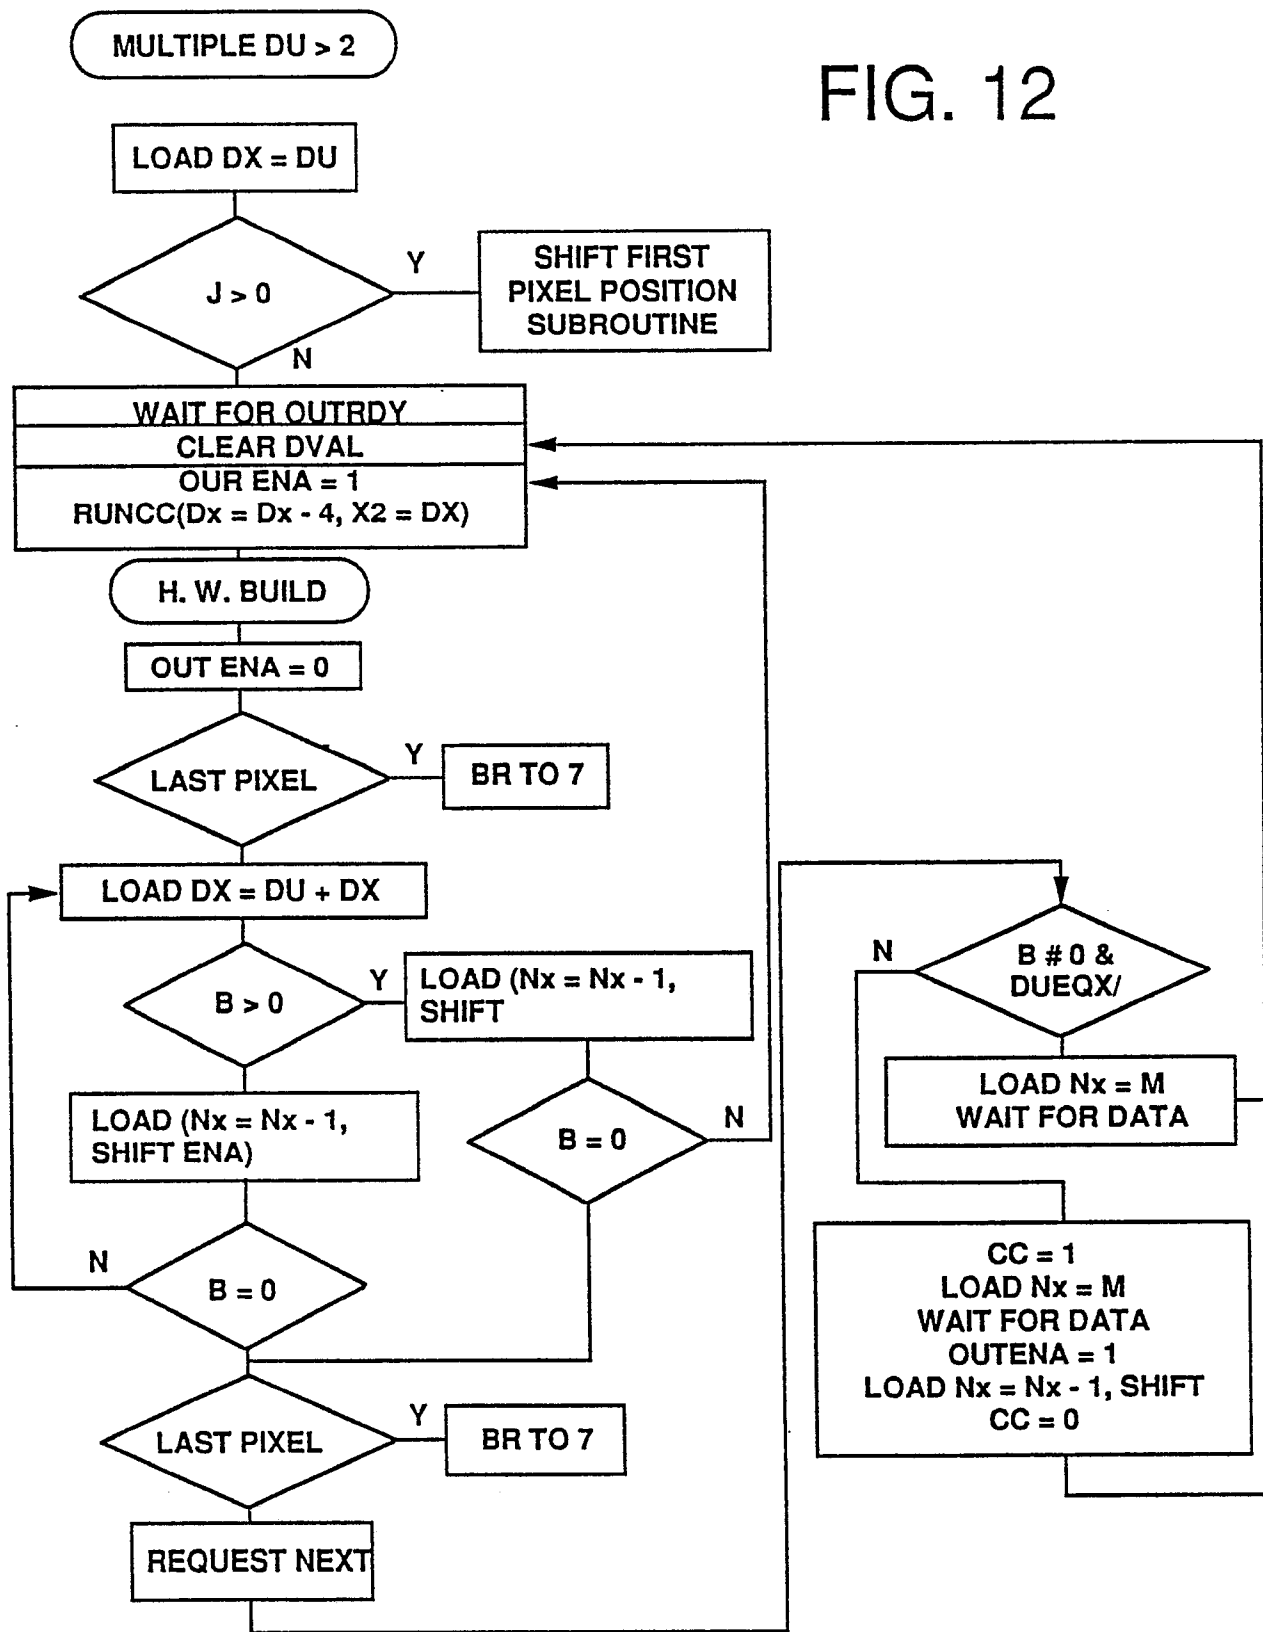 MULTIPLE DU > 2
FIG. 12
LOAD DX = DU
J > 0
Y
SHIFT FIRST
PIXEL POSITION
SUBROUTINE
N
WAIT FOR OUTRDY
CLEAR DVAL
OUR ENA = 1
RUNCC(Dx = Dx - 4, X2 = DX)
H. W. BUILD
OUT ENA = 0
LAST PIXEL
Y
BR TO 7
LOAD DX = DU + DX
B > 0
Y
LOAD (Nx = Nx - 1,
SHIFT
LOAD (Nx = Nx - 1,
SHIFT ENA)
B = 0
N
B = 0
N
LAST PIXEL
Y
BR TO 7
REQUEST NEXT
B # 0 &
DUEQX/
N
LOAD Nx = M
WAIT FOR DATA
CC = 1
LOAD Nx = M
WAIT FOR DATA
OUTENA = 1
LOAD Nx = Nx - 1, SHIFT
CC = 0